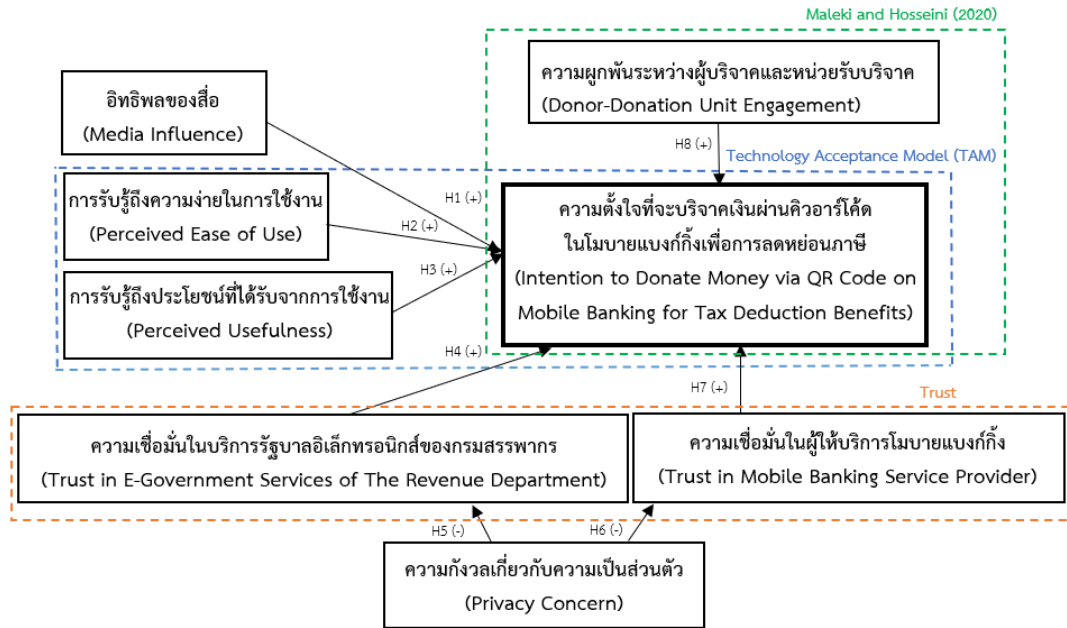 Maleki and Hosseini (2020)
ความผูกพันระหว่างผู้บริจาคและหน่วยรับบริจาค
(Donor-Donation Unit Engagement)
อิทธิพลของสื่อ
(Media Influence)
H8 (+)
Technology Acceptance Model (TAM)
การรับรู้ถึงความง่ายในการใช้งาน
(Perceived Ease of Use)
H1 (+)
H2 (+)
H3 (+)
ความตั้งใจที่จะบริจาคเงินผ่านคิวอาร์โค้ด
ในโมบายแบงก์กิ้งเพื่อการลดหย่อนภาษี
(Intention to Donate Money via QR Code on
Mobile Banking for Tax Deduction Benefits)
การรับรู้ถึงประโยชน์ที่ได้รับจากการใช้งาน
(Perceived Usefulness)
H4 (+)
H7 (+)
Trust
ความเชื่อมั่นในบริการรัฐบาลอิเล็กทรอนิกส์ของกรมสรรพากร
(Trust in E-Government Services of The Revenue Department)
ความเชื่อมั่นในผู้ให้บริการโมบายแบงก์กิ้ง
(Trust in Mobile Banking Service Provider)
H5 (-)
H6 (-)
ความกังวลเกี่ยวกับความเป็นส่วนตัว
(Privacy Concern)